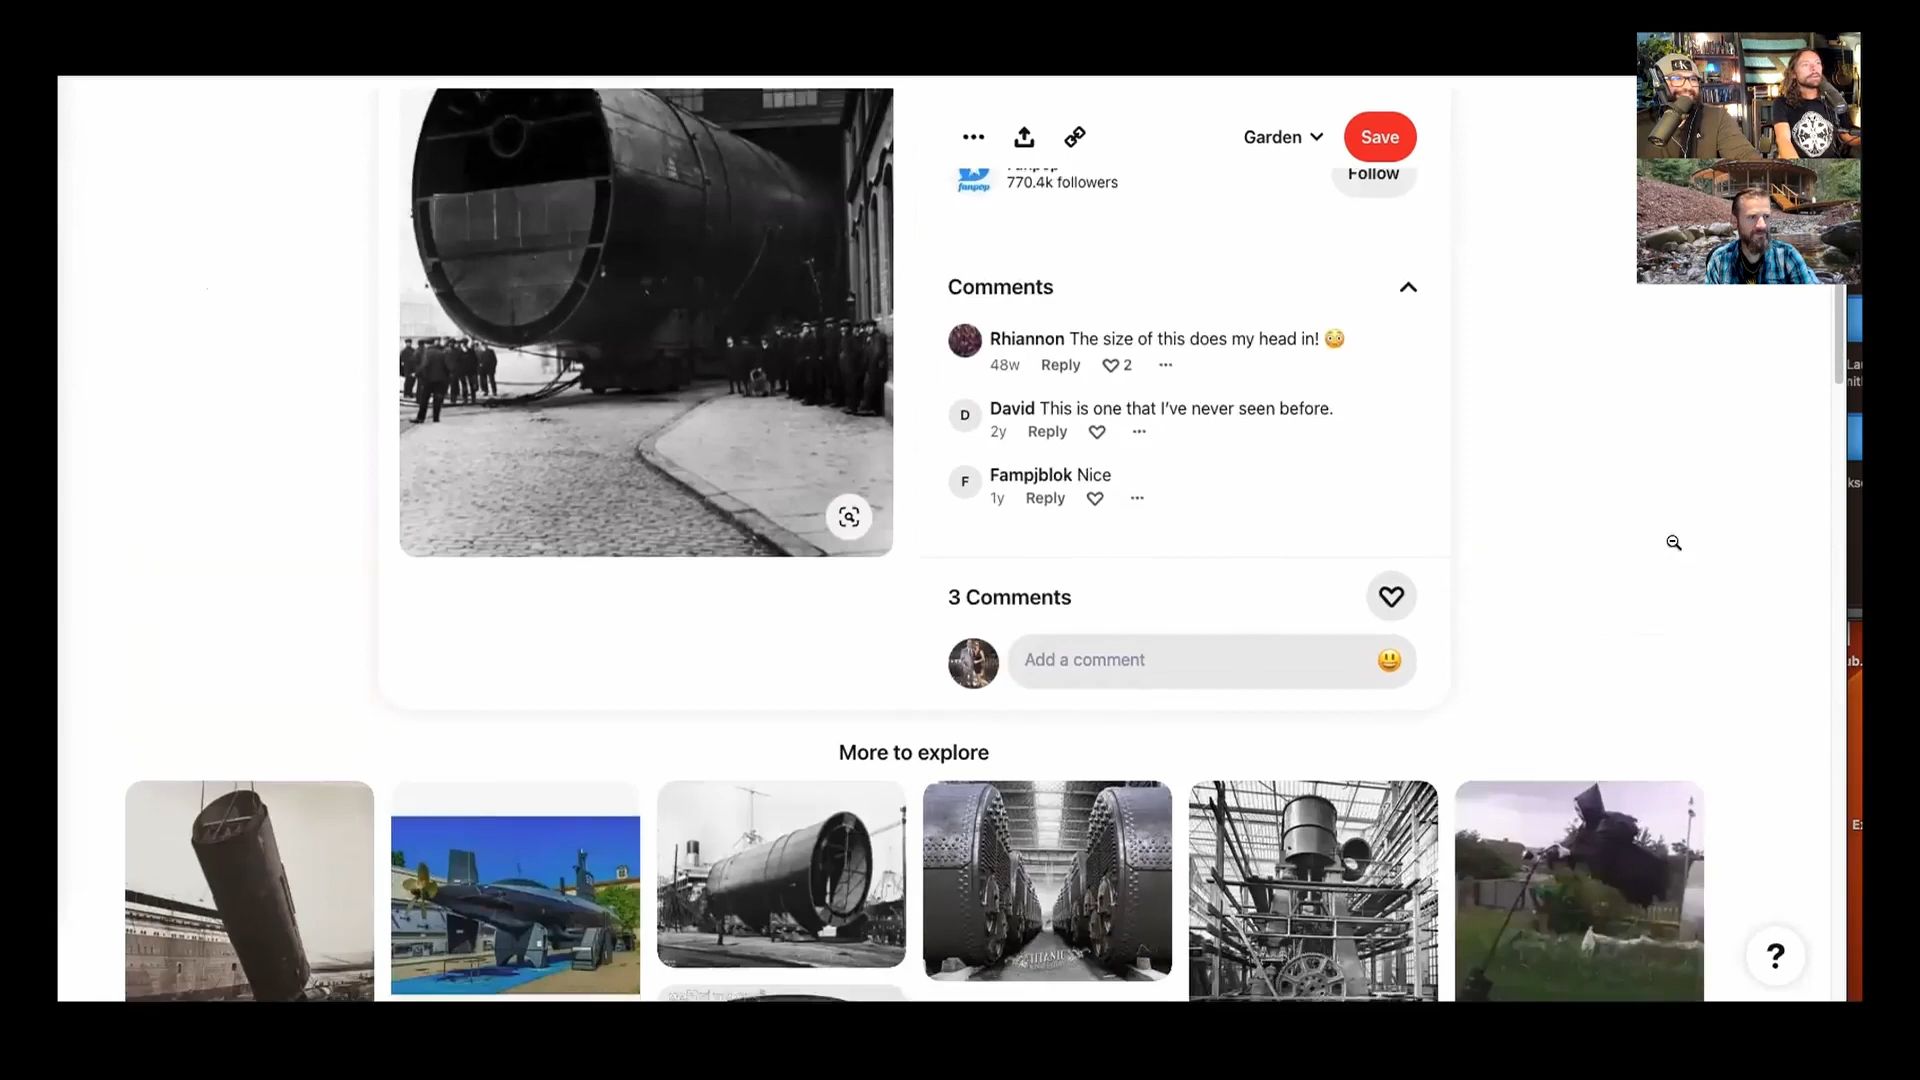 Garden
Save
fanpop
770.4k followers
Follow
Comments
Rhiannon The size of this does my head in! 😳
48w Reply 2
D
David This is one that I've never seen before.
2y Reply
F
Fampjblok Nice
1y Reply
3 Comments
Add a comment
More to explore
TITANIC
?